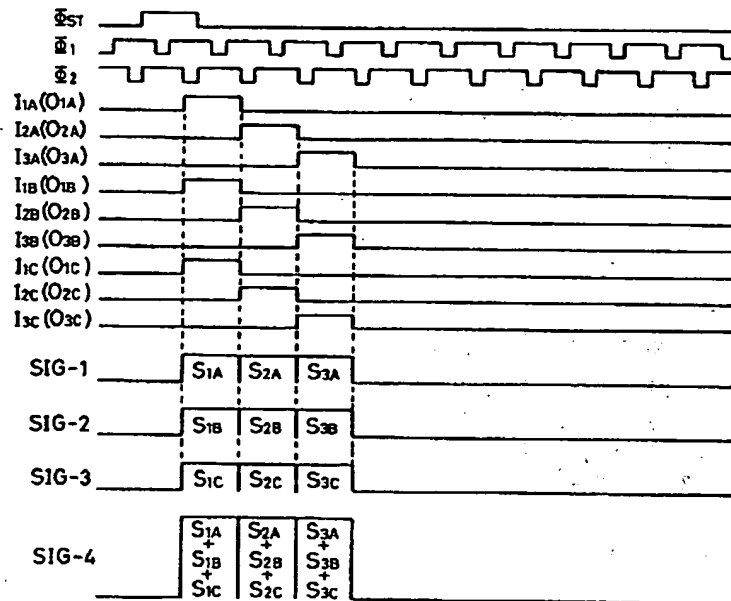 Φ̄ST
Φ̄1
Φ̄2
I1A(O1A)
I2A(O2A)
I3A(O3A)
I1B(O1B)
I2B(O2B)
I3B(O3B)
I1C(O1C)
I2C(O2C)
I3C(O3C)
SIG-1 S1A S2A S3A
SIG-2 S1B S2B S3B
SIG-3 S1C S2C S3C
SIG-4
S1A S2A S3A
+ + +
S1B S2B S3B
+ + +
S1C S2C S3C